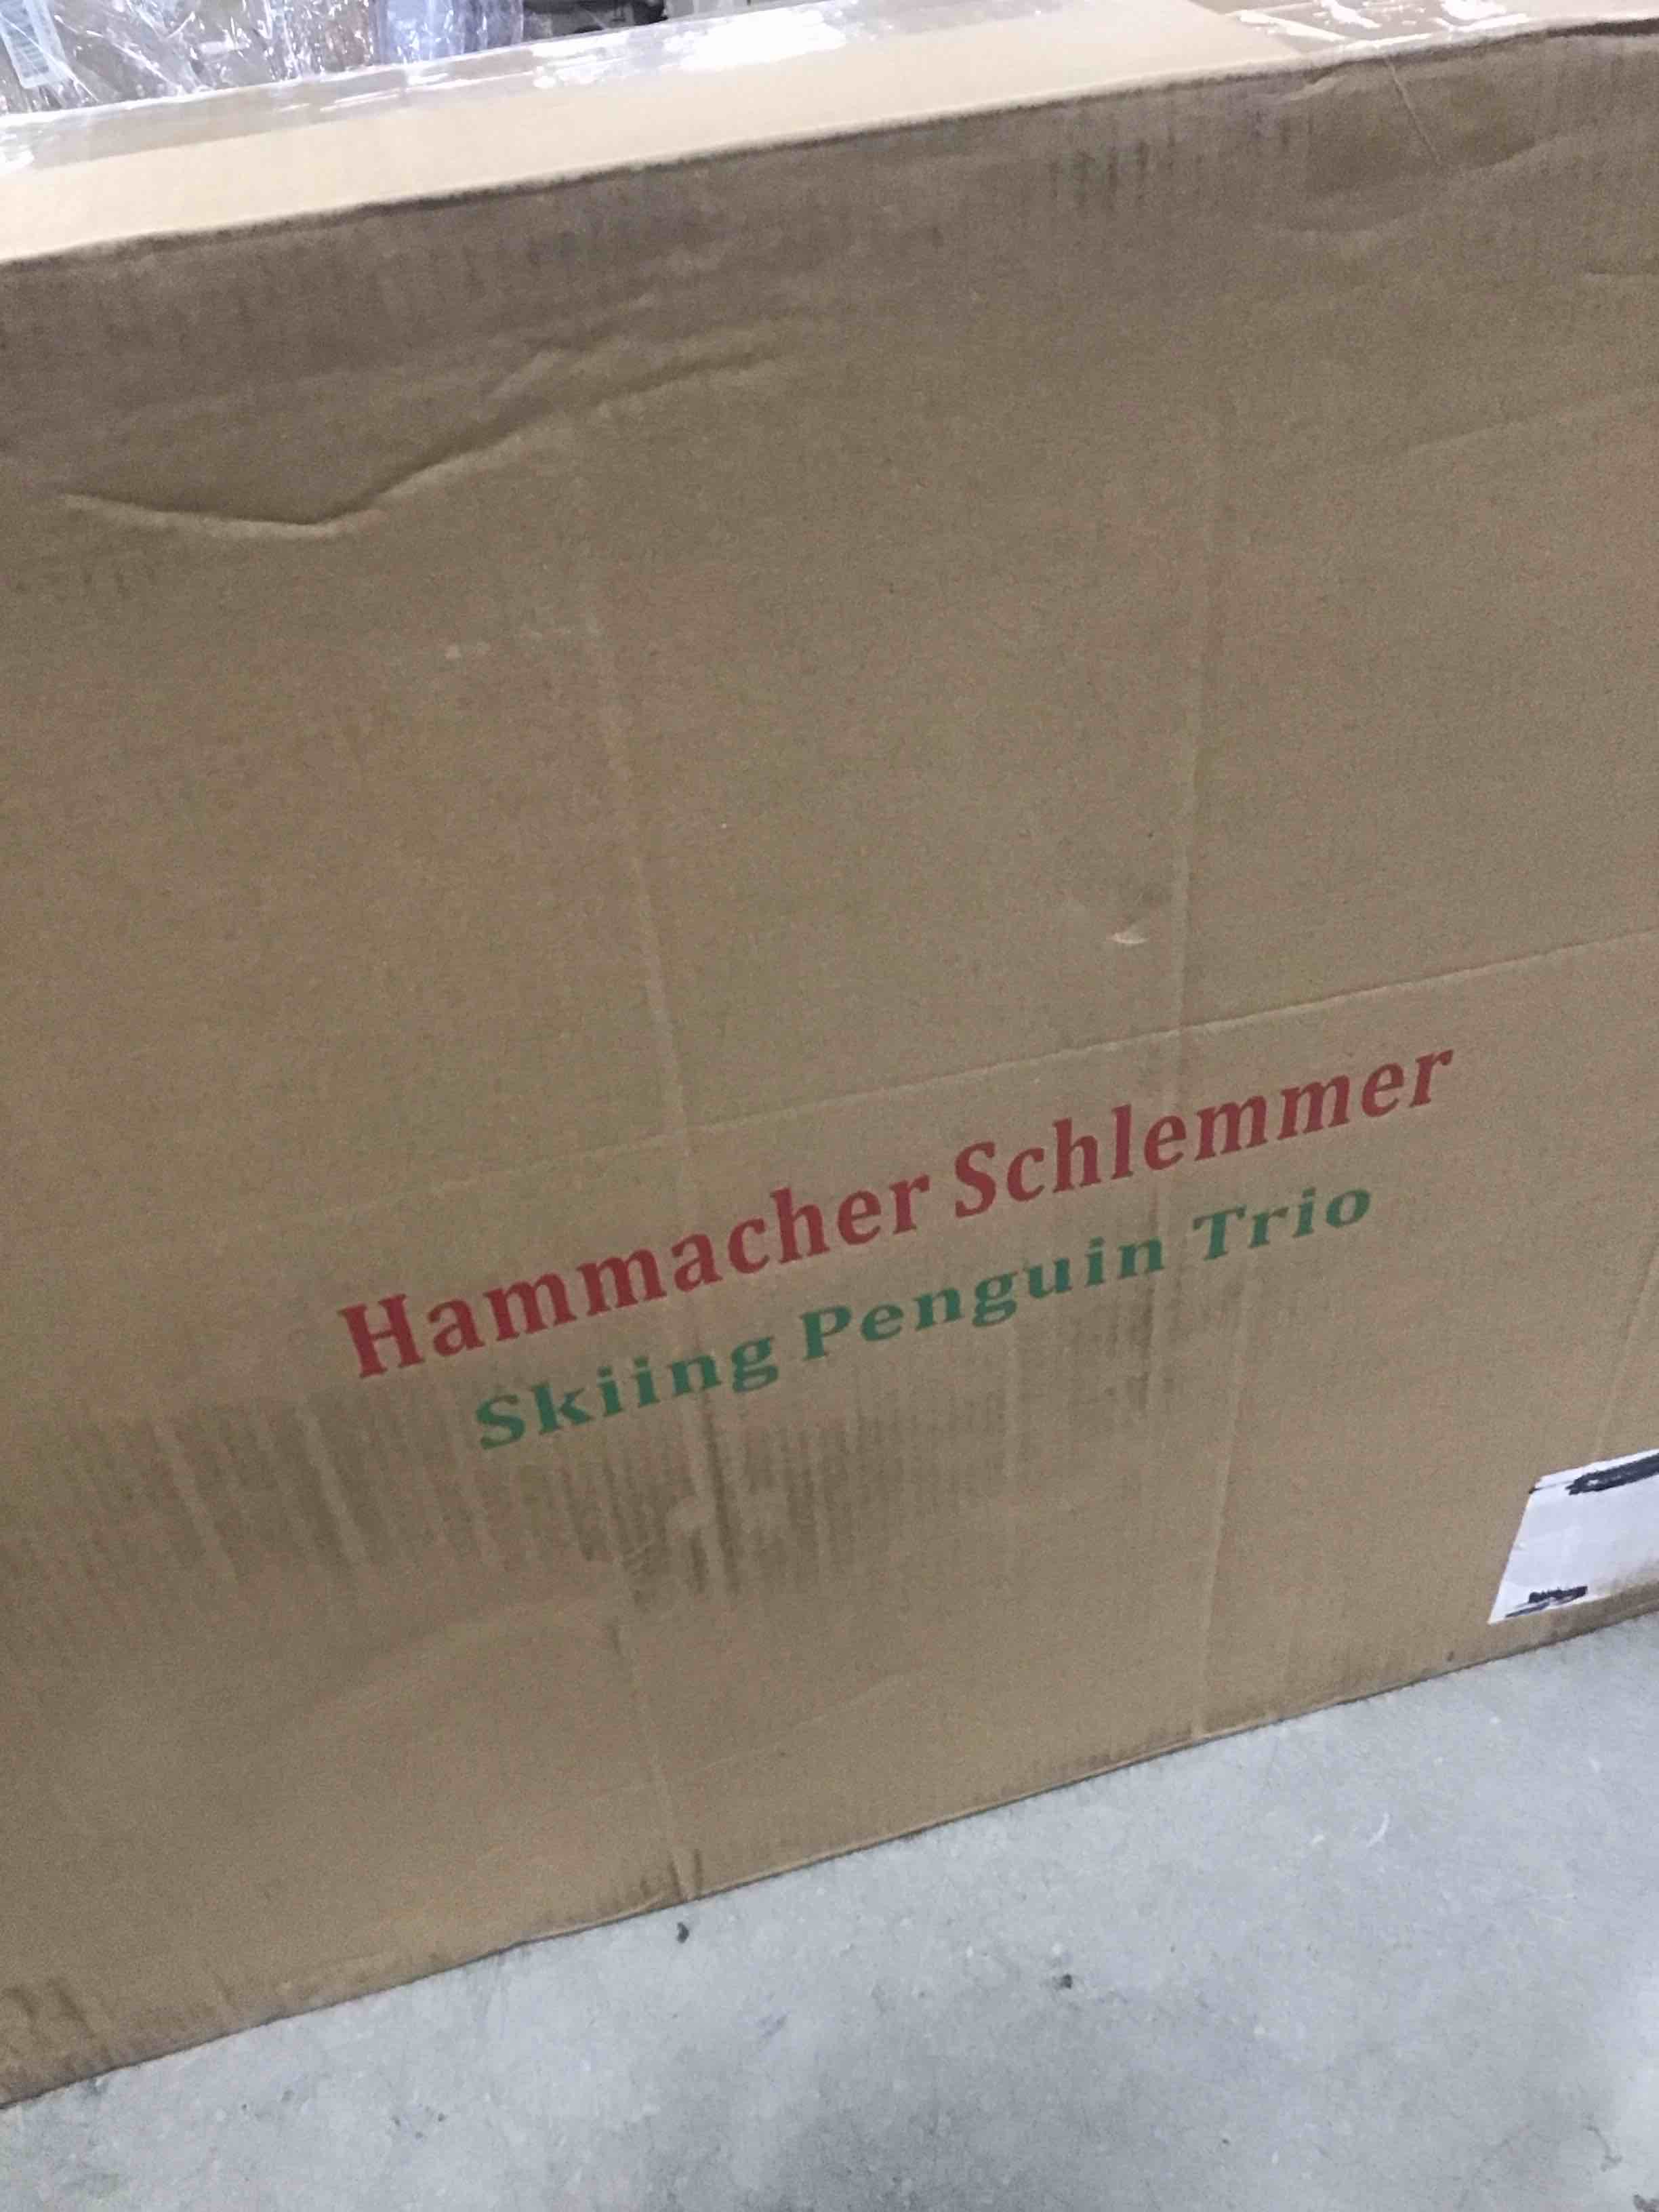 Hammacher Schlemmer
Skiing Penguin Trio